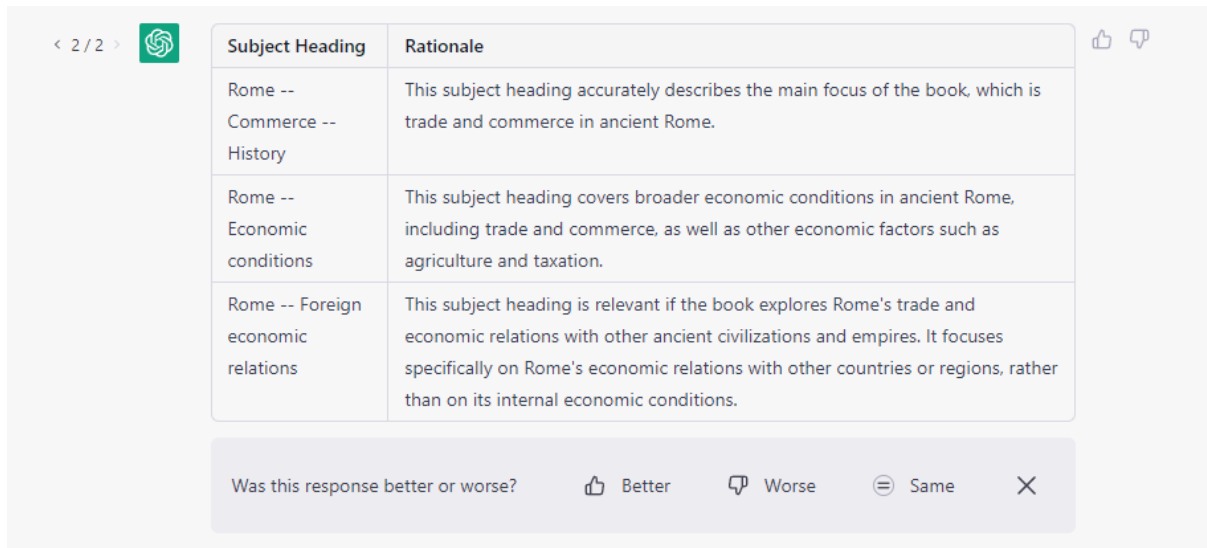 < 2 / 2 >
Subject Heading
Rationale
Rome --
Commerce --
History
This subject heading accurately describes the main focus of the book, which is
trade and commerce in ancient Rome.
Rome --
Economic
conditions
This subject heading covers broader economic conditions in ancient Rome,
including trade and commerce, as well as other economic factors such as
agriculture and taxation.
Rome -- Foreign
economic
relations
This subject heading is relevant if the book explores Rome's trade and
economic relations with other ancient civilizations and empires. It focuses
specifically on Rome's economic relations with other countries or regions, rather
than on its internal economic conditions.
Was this response better or worse?
Better
Worse
Same